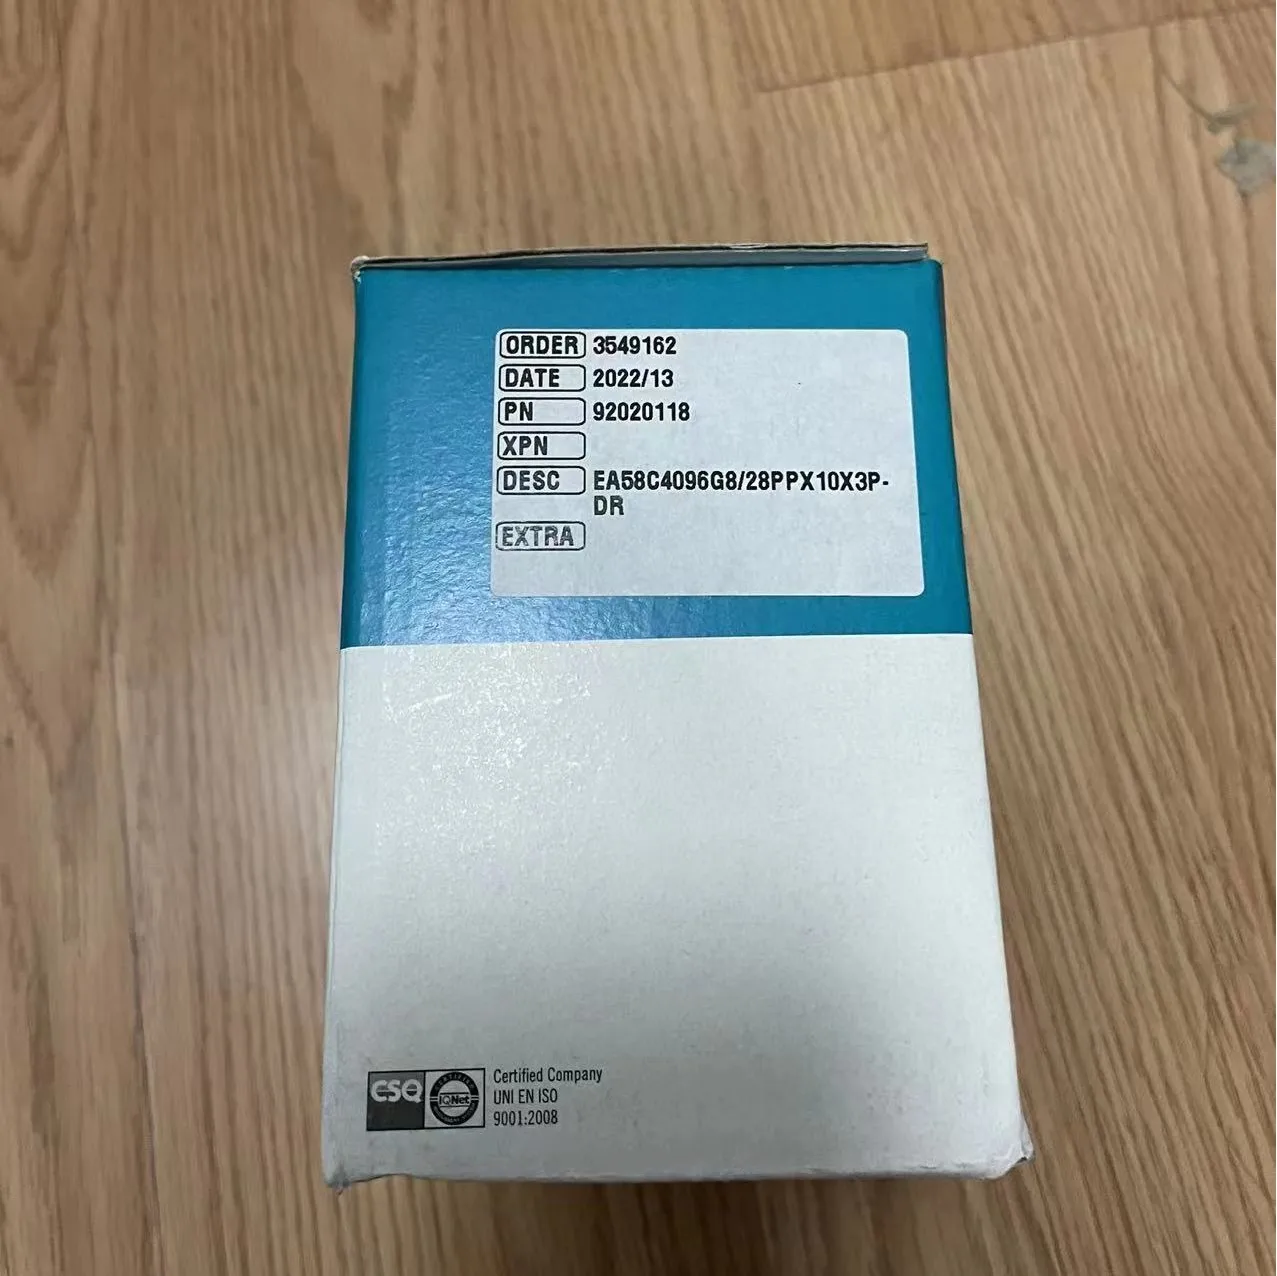 ORDER 3549162
DATE 2022/13
PN 92020118
XPN
DESC EA58C4096G8/28PPX10X3P-
DR
EXTRA
CSQ
CERTIFIED
IQNet
Certified Company
UNI EN ISO
9001:2008